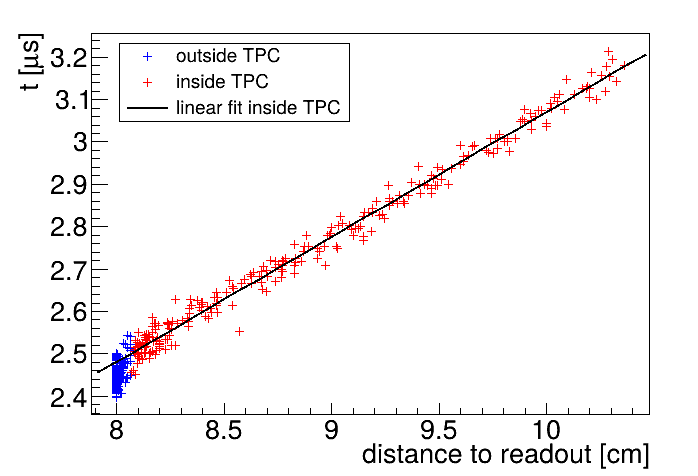 t [μs]
3.2
3.1
3
2.9
2.8
2.7
2.6
2.5
2.4
outside TPC
inside TPC
linear fit inside TPC
8 8.5 9 9.5 10
distance to readout [cm]